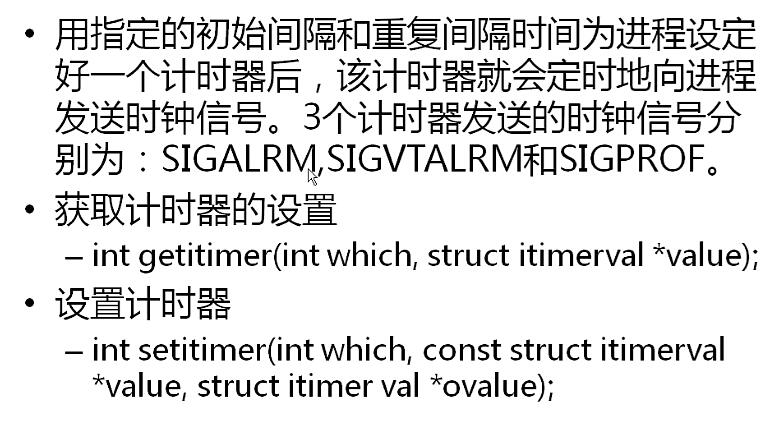 • 用指定的初始间隔和重复间隔时间为进程设定
好一个计时器后，该计时器就会定时地向进程
发送时钟信号。3个计时器发送的时钟信号分
别为：SIGALRM,SIGVTALRM和SIGPROF。
• 获取计时器的设置
– int getitimer(int which, struct itimerval *value);
• 设置计时器
– int setitimer(int which, const struct itimerval
*value, struct itimer val *ovalue);